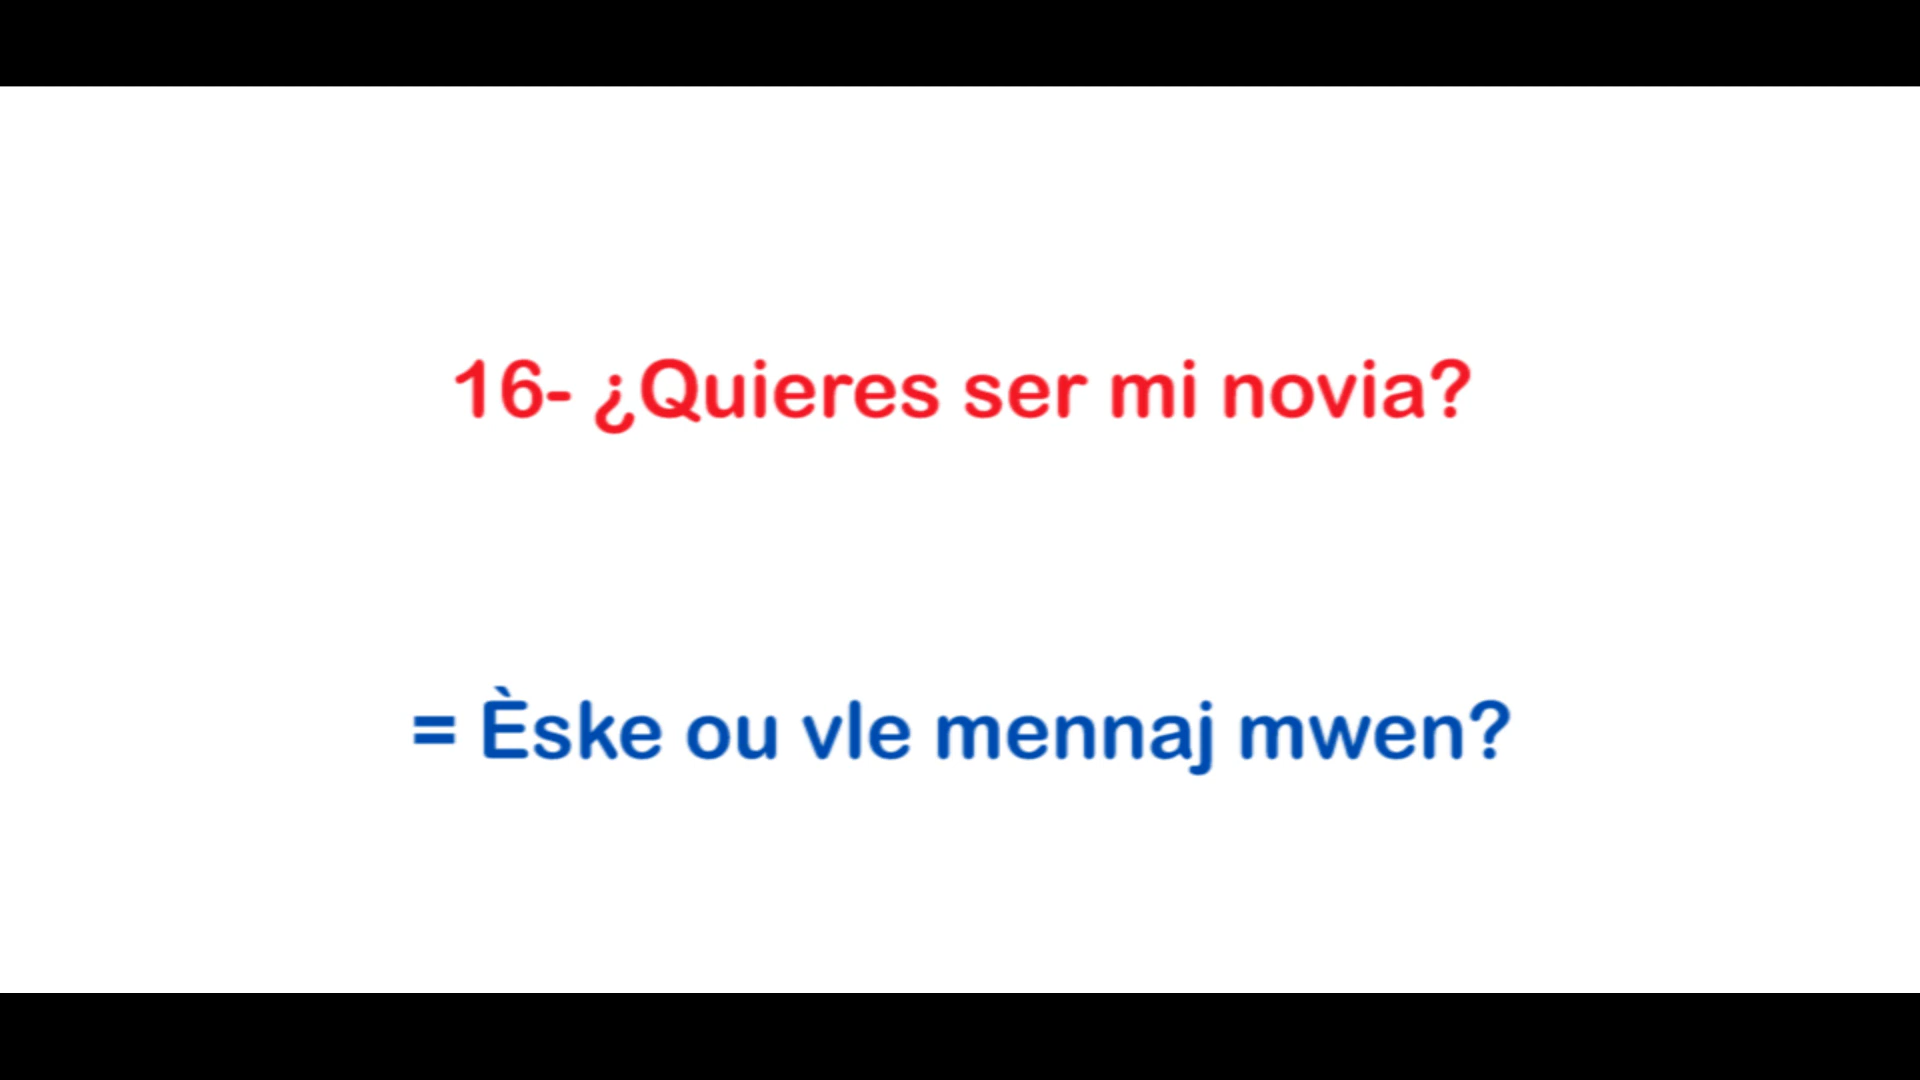 16- ¿Quieres ser mi novia?
= Èske ou vle mennaj mwen?